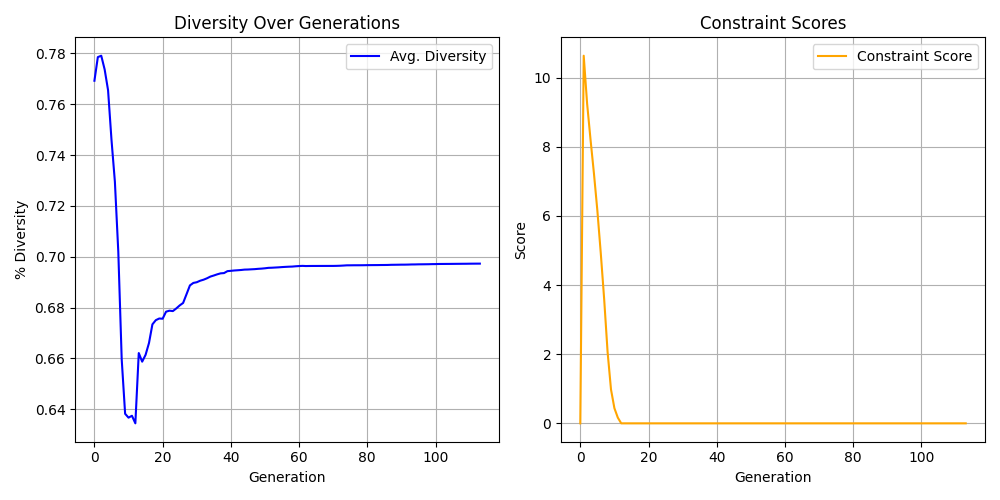 Diversity Over Generations
Avg. Diversity
% Diversity
0.78
0.76
0.74
0.72
0.70
0.68
0.66
0.64
0 20 40 60 80 100
Generation
Constraint Scores
Constraint Score
Score
10
8
6
4
2
0
0 20 40 60 80 100
Generation